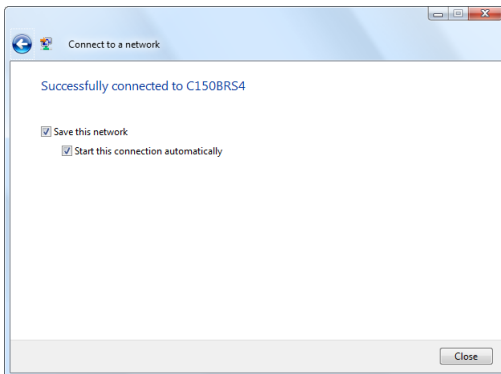 Connect to a network
Successfully connected to C150BRS4
Save this network
Start this connection automatically
Close